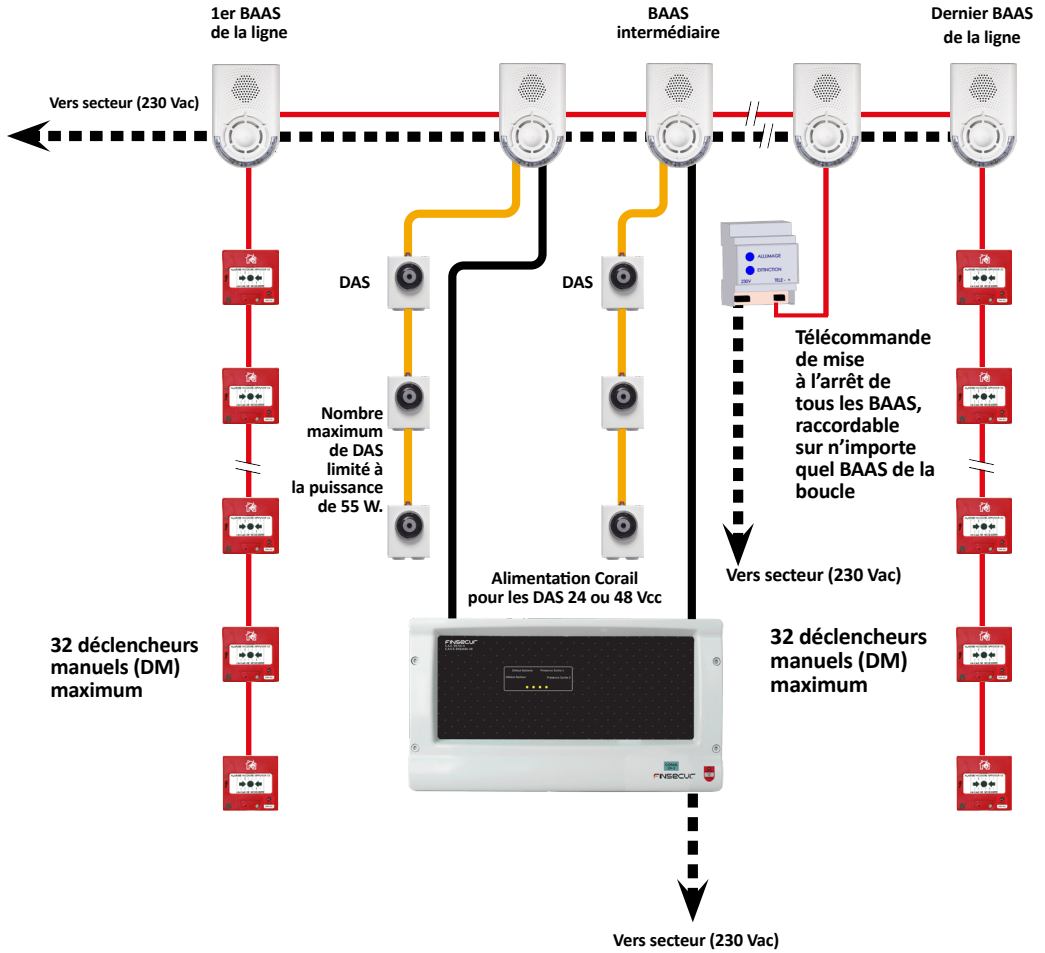 1er BAAS
de la ligne
BAAS
intermédiaire
Dernier BAAS
de la ligne
Vers secteur (230 Vac)
DAS
DAS
ALLUMAGE
EXTINCTION
230V TELE - +
Télécommande
de mise
à l’arrêt de
tous les BAAS,
raccordable
sur n’importe
quel BAAS de la
boucle
Nombre
maximum
de DAS
limité à
la puissance
de 55 W.
Vers secteur (230 Vac)
Alimentation Corail
pour les DAS 24 ou 48 Vcc
32 déclencheurs
manuels (DM)
maximum
32 déclencheurs
manuels (DM)
maximum
FINSECUR
FINSECUR
Vers secteur (230 Vac)